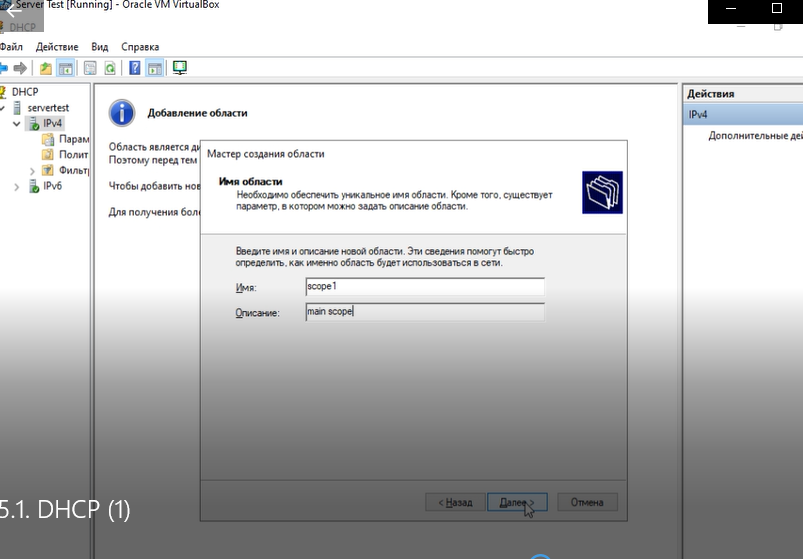 Server Test [Running] - Oracle VM VirtualBox
DHCP
Файл Действие Вид Справка
DHCP
servertest
IPv4
Парам
Полит
Фильт
IPv6
Добавление области
Область является ди
Поэтому перед тем
Чтобы добавить нов
Для получения боле
Мастер создания области
Имя области
Необходимо обеспечить уникальное имя области. Кроме того, существует
параметр, в котором можно задать описание области.
Введите имя и описание новой области. Эти сведения помогут быстро
определить, как именно область будет использоваться в сети.
Имя: scope1
Описание: main scope
< Назад Далее > Отмена
Действия
IPv4
Дополнительные дей
5.1. DHCP (1)